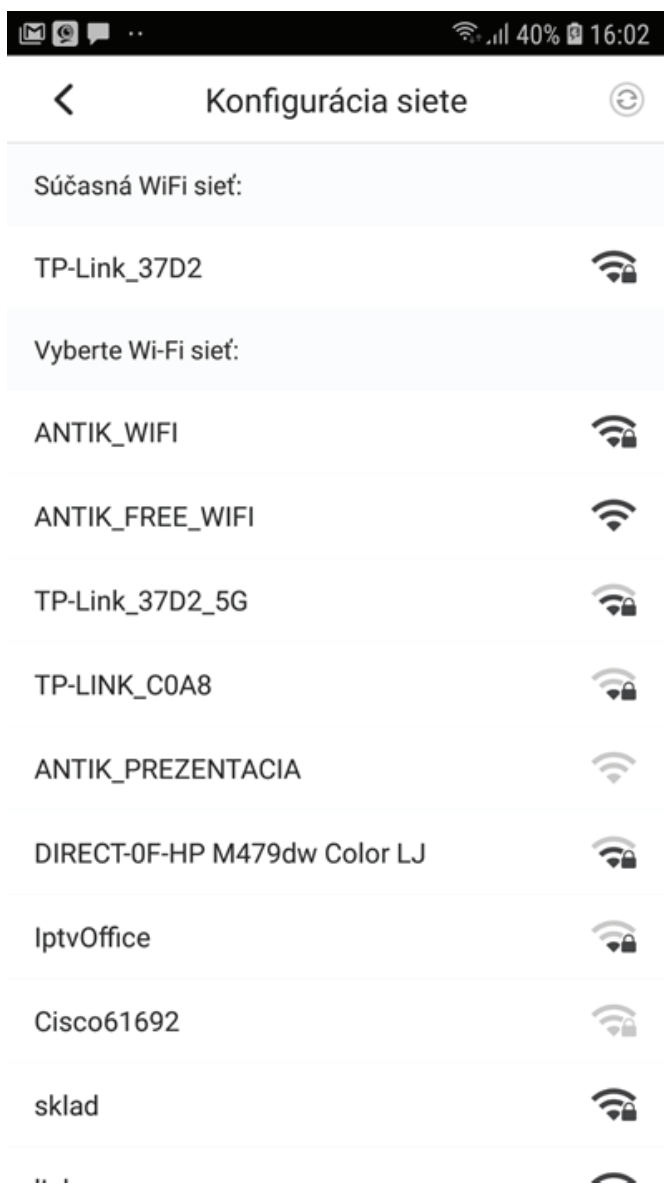 40% 16:02
Konfigurácia siete
Súčasná WiFi sieť:
TP-Link_37D2
Vyberte Wi-Fi sieť:
ANTIK_WIFI
ANTIK_FREE_WIFI
TP-Link_37D2_5G
TP-LINK_C0A8
ANTIK_PREZENTACIA
DIRECT-0F-HP M479dw Color LJ
IptvOffice
Cisco61692
sklad